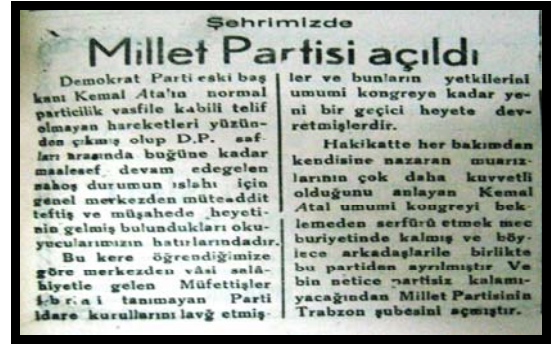 Şehrimizde
Millet Partisi açıldı
Demokrat Parti eski baş
kanı Kemal Ata'ın normal
particilik vasfile kabili telif
olmayan hareketleri yüzün-
den çıkmış olup D.P. saf-
ları arasında bugüne kadar
maalesef devam edegelen
nahoş durumun ıslahı için
genel merkezden müteaddit
teftiş ve müşahede heyeti-
nin gelmiş bulundukları oku-
yucularımızın hatırlarındadır.
Bu kere öğrendiğimize
göre merkezden vâsi salâ-
hiyetle gelen Müfettişler
tanımayan Parti
idare kurullarını lavğ etmiş-
ler ve bunların yetkilerini
umumi kongreye kadar ye-
ni bir geçici heyete dev-
retmişlerdir.
Hakikatte her bakımdan
kendisine nazaran muarız-
larının çok daha kuvvetli
olduğunu anlayan Kemal
Atal umumi kongreyi bek-
lemeden serfürû etmek mec
buriyetinde kalmış ve böy-
lece arkadaşlarile birlikte
bu partiden ayrılmıştır Ve
bin netice partisiz kalamı-
yacağından Millet Partisinin
Trabzon şubesini açmıştır.